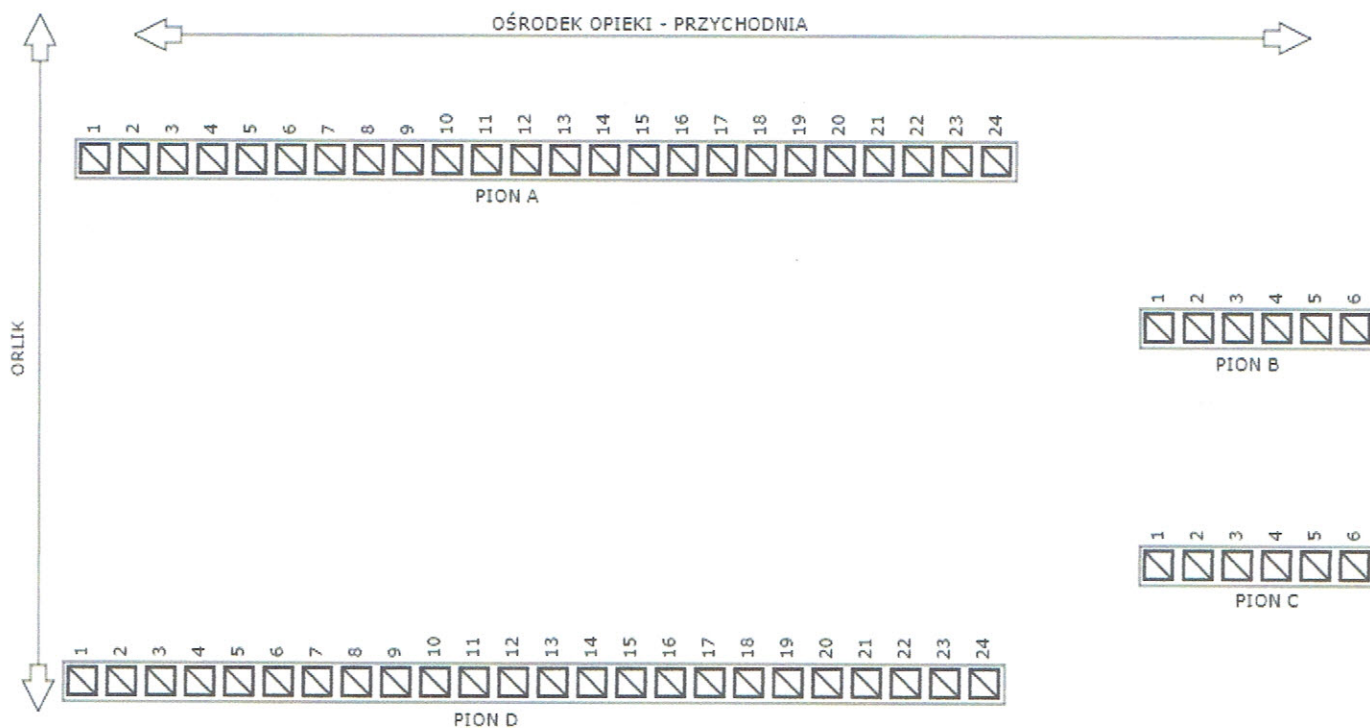 OŚRODEK OPIEKI - PRZYCHODNIA
ORLIK
1 2 3 4 5 6 7 8 9 10 11 12 13 14 15 16 17 18 19 20 21 22 23 24
PION A
1 2 3 4 5 6
PION B
1 2 3 4 5 6
PION C
1 2 3 4 5 6 7 8 9 10 11 12 13 14 15 16 17 18 19 20 21 22 23 24
PION D